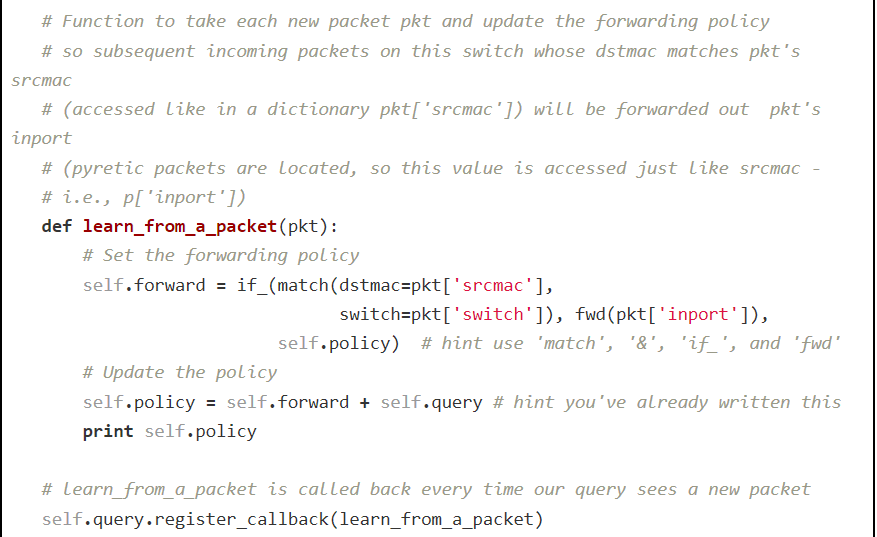 # Function to take each new packet pkt and update the forwarding policy
# so subsequent incoming packets on this switch whose dstmac matches pkt's
srcmac
# (accessed like in a dictionary pkt['srcmac']) will be forwarded out  pkt's
inport
# (pyretic packets are located, so this value is accessed just like srcmac -
# i.e., p['inport'])
def learn_from_a_packet(pkt):
# Set the forwarding policy
self.forward = if_(match(dstmac=pkt['srcmac'],
switch=pkt['switch']), fwd(pkt['inport']),
self.policy)  # hint use 'match', '&', 'if_', and 'fwd'
# Update the policy
self.policy = self.forward + self.query # hint you've already written this
print self.policy
# learn_from_a_packet is called back every time our query sees a new packet
self.query.register_callback(learn_from_a_packet)